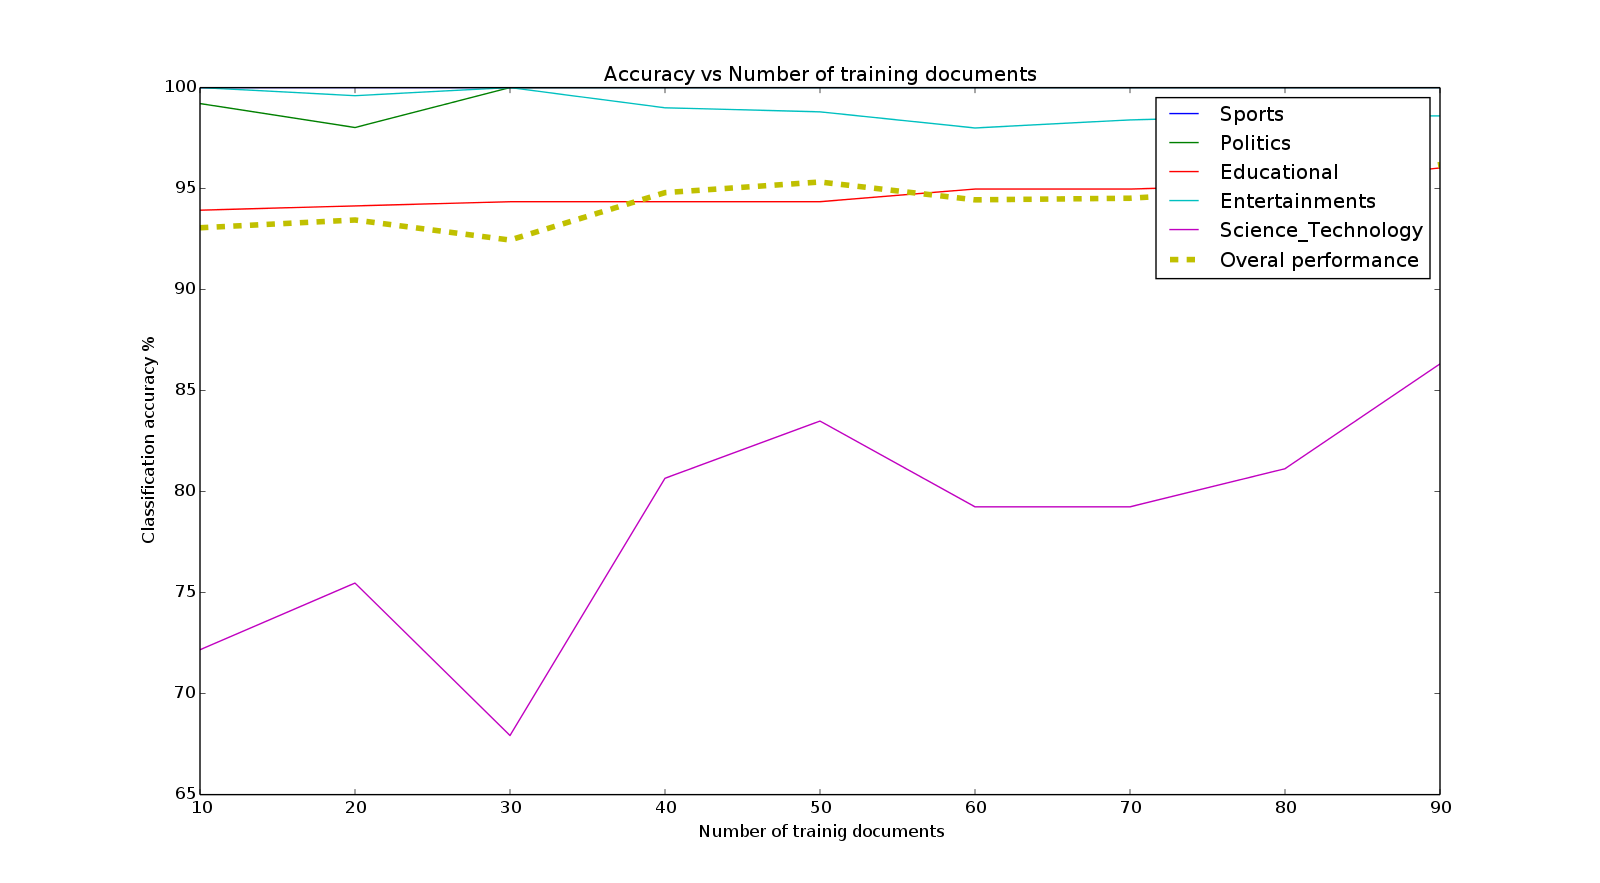 Accuracy vs Number of training documents
100
95
90
85
80
75
70
65
Classification accuracy %
Sports
Politics
Educational
Entertainments
Science_Technology
Overal performance
10 20 30 40 50 60 70 80 90
Number of trainig documents